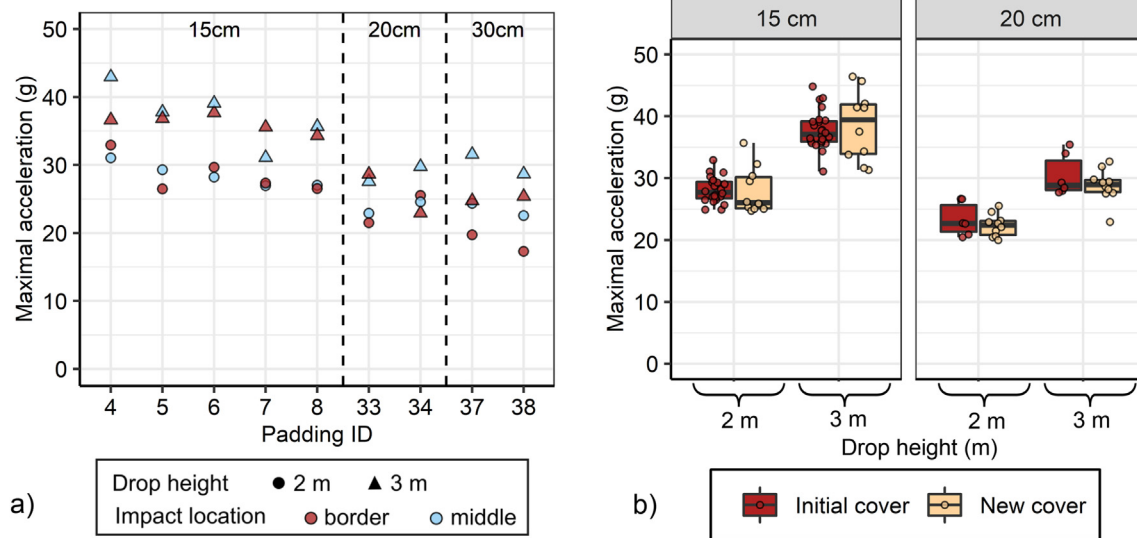 15cm 20cm 30cm
50
40
30
20
10
0
Maximal acceleration (g)
4 5 6 7 8 33 34 37 38
Padding ID
Drop height 2 m 3 m
Impact location border middle
a)
15 cm 20 cm
50
40
30
20
10
0
Maximal acceleration (g)
2 m 3 m 2 m 3 m
Drop height (m)
Initial cover New cover
b)